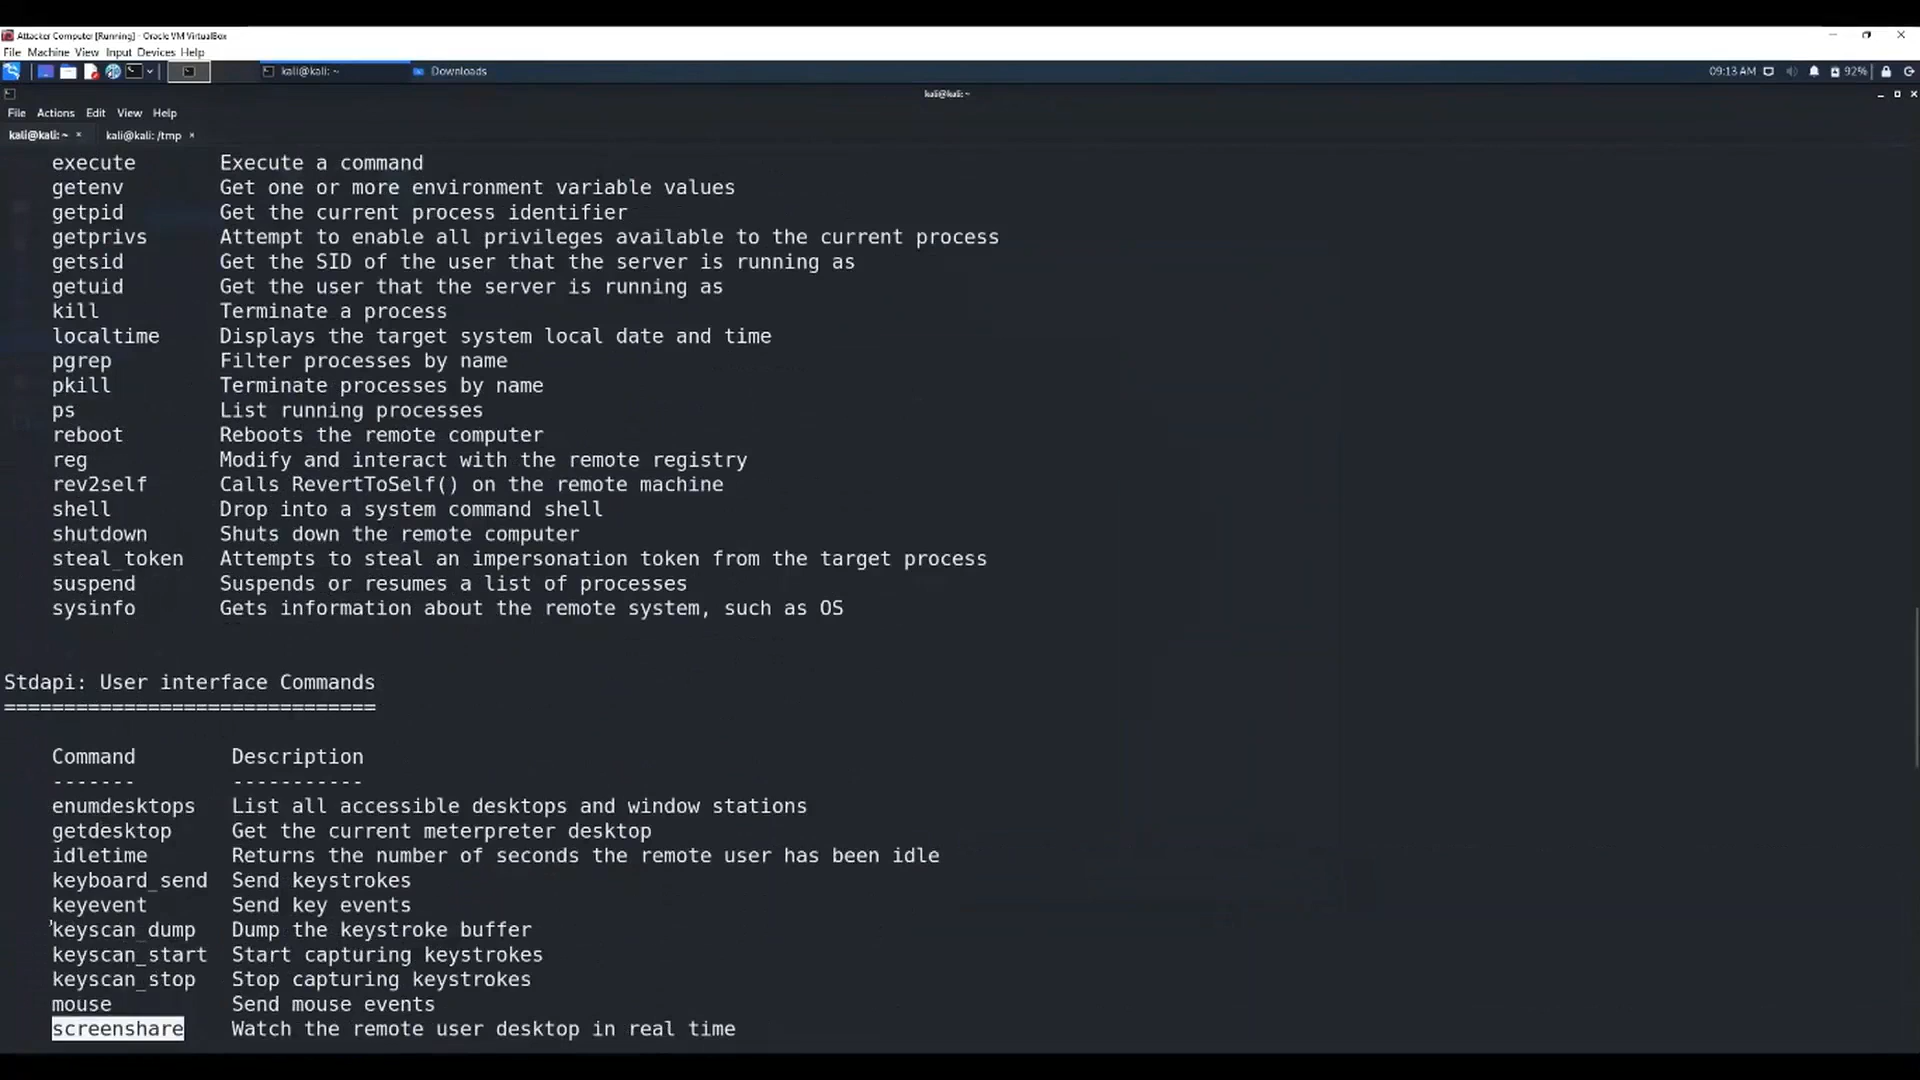 Attacker Computer [Running] - Oracle VM VirtualBox
File Machine View Input Devices Help
kali@kali: ~
Downloads
09:13 AM
92%
kali@kali: ~
File Actions Edit View Help
kali@kali: ~ ×
kali@kali: /tmp ×
execute Execute a command
getenv Get one or more environment variable values
getpid Get the current process identifier
getprivs Attempt to enable all privileges available to the current process
getsid Get the SID of the user that the server is running as
getuid Get the user that the server is running as
kill Terminate a process
localtime Displays the target system local date and time
pgrep Filter processes by name
pkill Terminate processes by name
ps List running processes
reboot Reboots the remote computer
reg Modify and interact with the remote registry
rev2self Calls RevertToSelf() on the remote machine
shell Drop into a system command shell
shutdown Shuts down the remote computer
steal_token Attempts to steal an impersonation token from the target process
suspend Suspends or resumes a list of processes
sysinfo Gets information about the remote system, such as OS
Stdapi: User interface Commands
===============================
Command Description
------- -----------
enumdesktops List all accessible desktops and window stations
getdesktop Get the current meterpreter desktop
idletime Returns the number of seconds the remote user has been idle
keyboard_send Send keystrokes
keyevent Send key events
keyscan_dump Dump the keystroke buffer
keyscan_start Start capturing keystrokes
keyscan_stop Stop capturing keystrokes
mouse Send mouse events
screenshare Watch the remote user desktop in real time